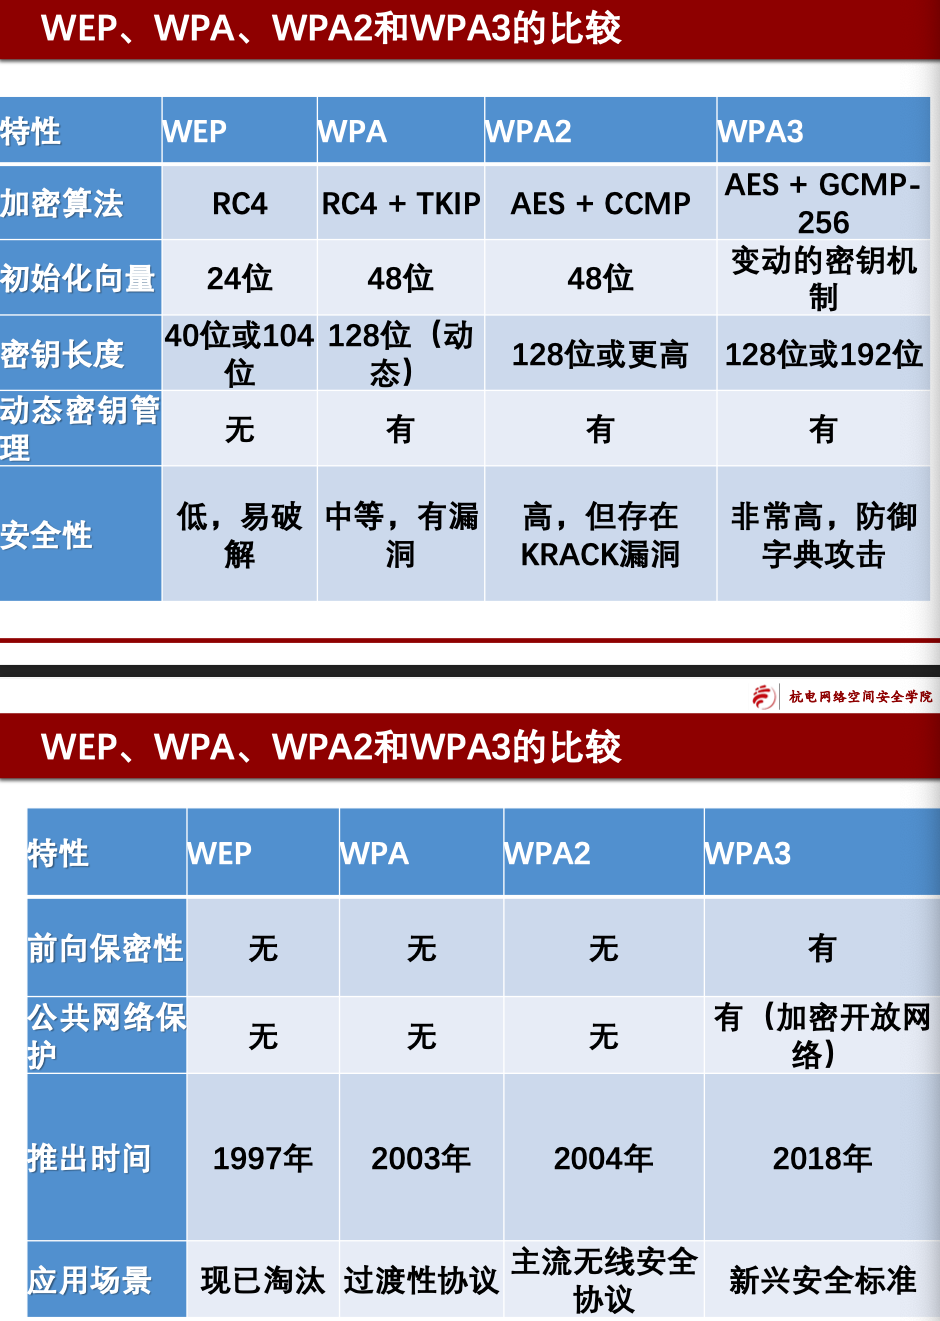 WEP、WPA、WPA2和WPA3的比较
特性 WEP WPA WPA2 WPA3
加密算法 RC4 RC4 + TKIP AES + CCMP AES + GCMP-
256
初始化向量 24位 48位 48位 变动的密钥机
制
密钥长度 40位或104
位 128位（动
态） 128位或更高 128位或192位
动态密钥管
理 无 有 有 有
安全性 低，易破
解 中等，有漏
洞 高，但存在
KRACK漏洞 非常高，防御
字典攻击
杭电网络空间安全学院
WEP、WPA、WPA2和WPA3的比较
特性 WEP WPA WPA2 WPA3
前向保密性 无 无 无 有
公共网络保
护 无 无 无 有（加密开放网
络）
推出时间 1997年 2003年 2004年 2018年
应用场景 现已淘汰 过渡性协议 主流无线安全
协议 新兴安全标准